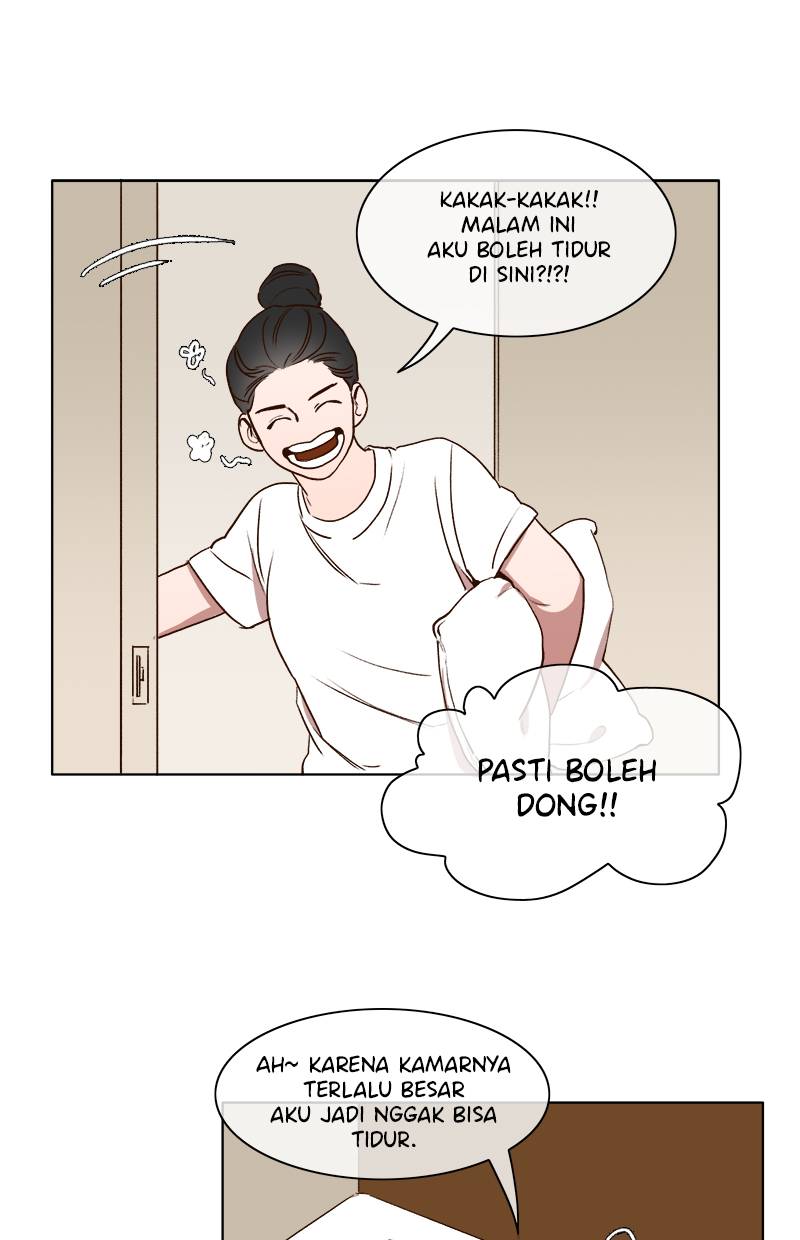 KAKAK-KAKAK!!
MALAM INI
AKU BOLEH TIDUR
DI SINI?!?!
PASTI BOLEH
DONG!!
AH~ KARENA KAMARNYA
TERLALU BESAR
AKU JADI NGGAK BISA
TIDUR.